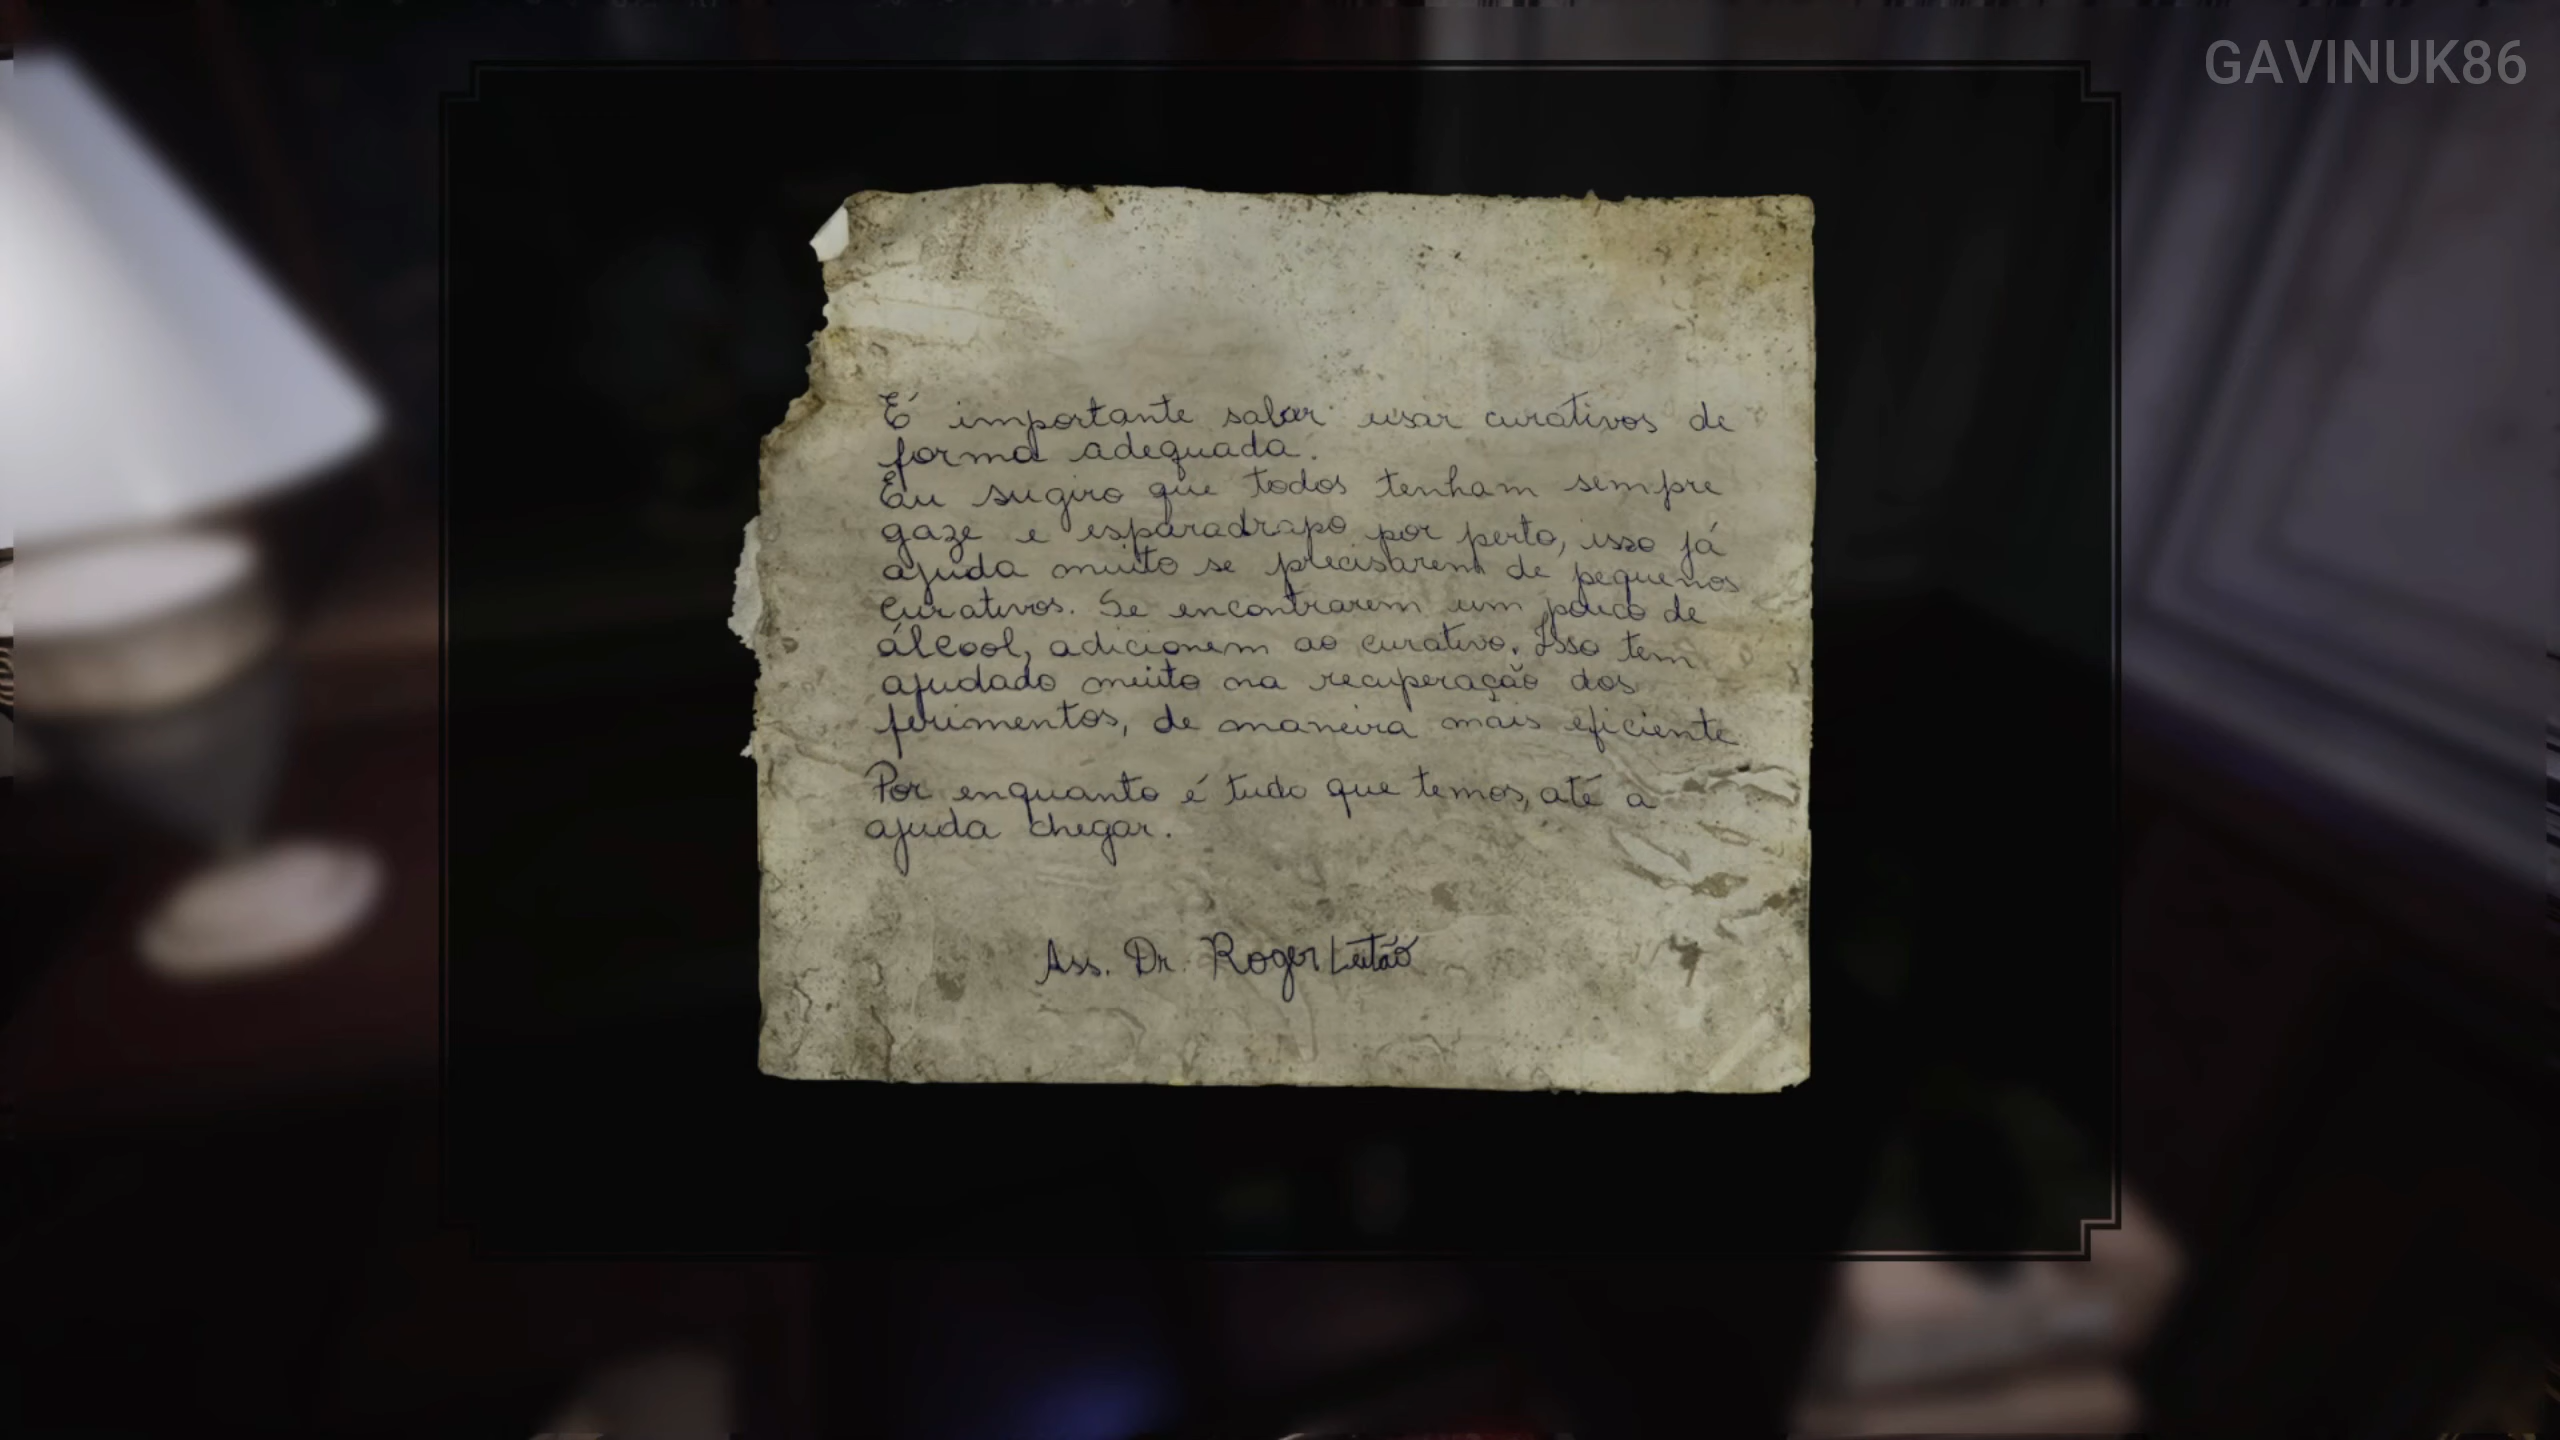 GAVINUK86
É importante saber usar curativos de
forma adequada.
Eu sugiro que todos tenham sempre
gaze e esparadrapo por perto, isso já
ajuda muito se precisarem de pequenos
curativos. Se encontrarem um pouco de
álcool, adicionem ao curativo. Isso tem
ajudado muito na recuperação dos
ferimentos, de maneira mais eficiente
Por enquanto é tudo que temos, até a
ajuda chegar.
Ass. Dr. Roger Leitão